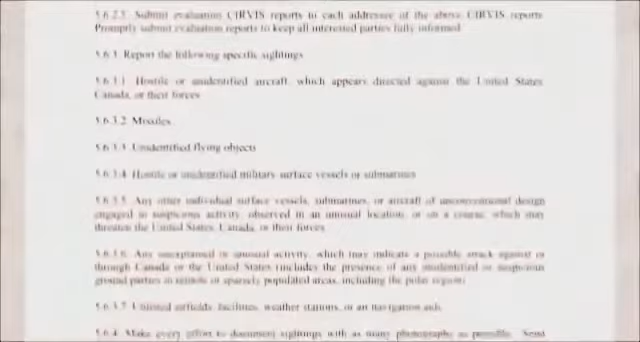 5.6.2.5 Submit evaluation CIRVIS reports to each addressee of the above CIRVIS reports
Promptly submit evaluation reports to keep all interested parties fully informed
5.6.3 Report the following specific sightings
5.6.3.1 Hostile or unidentified aircraft, which appears directed against the United States
Canada, or their forces
5.6.3.2 Missiles
5.6.3.3 Unidentified flying objects
5.6.3.4 Hostile or unidentified military surface vessels or submarines
5.6.3.5 Any other individual surface vessels, submarines, or aircraft of unconventional design
engaged in suspicious activity, observed in an unusual location, or on a course, which may
threaten the United States, Canada, or their forces
5.6.3.6 Any unexplained or unusual activity, which may indicate a possible attack against or
through Canada or the United States (includes the presence of any unidentified or suspicious
ground parties in remote or sparsely populated areas, including the polar region)
5.6.3.7 Unlisted airfields, facilities, weather stations, or air navigation aids
5.6.4 Make every effort to document sightings with as many photographs as possible. Send